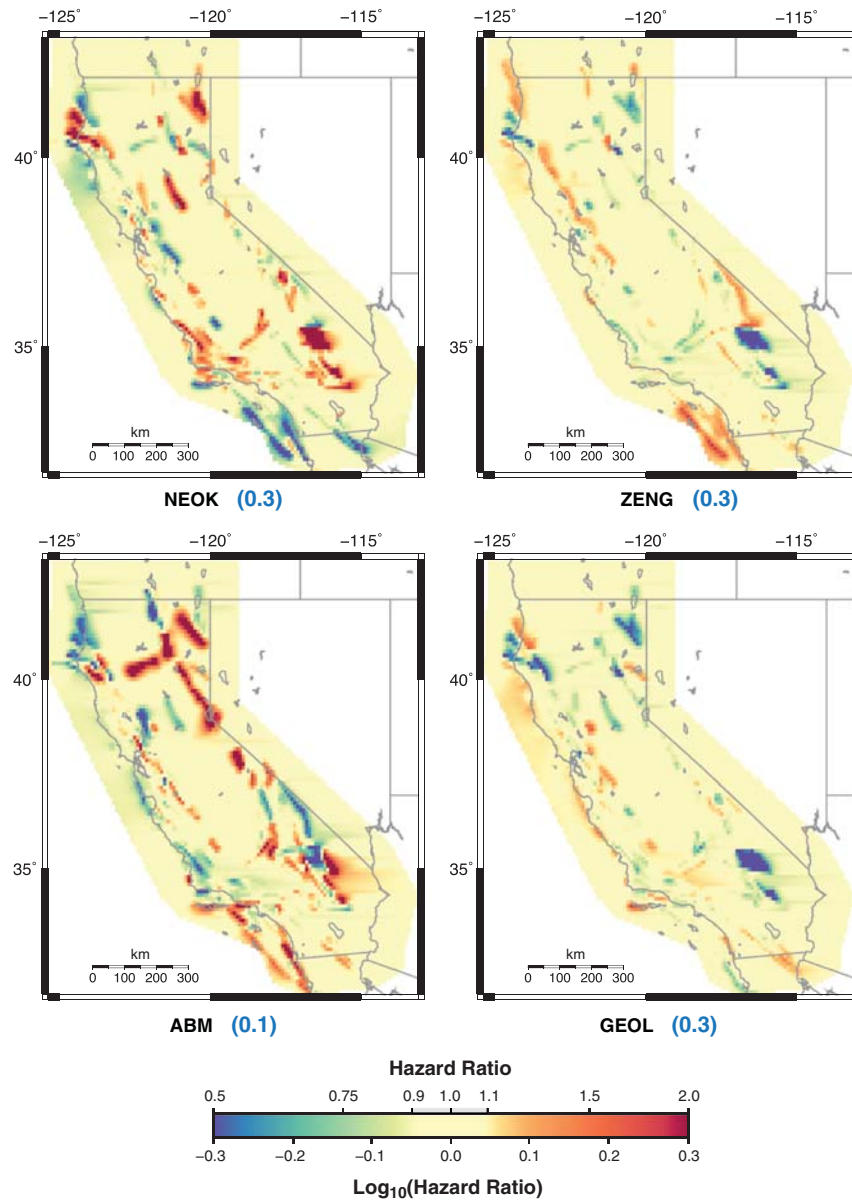 −125˚ −120˚ −115˚
−125˚ −120˚ −115˚
40˚
35˚
km
0 100 200 300
km
0 100 200 300
NEOK (0.3)
ZENG (0.3)
−125˚ −120˚ −115˚
−125˚ −120˚ −115˚
40˚
35˚
km
0 100 200 300
km
0 100 200 300
ABM (0.1)
GEOL (0.3)
Hazard Ratio
0.5 0.75 0.9 1.0 1.1 1.5 2.0
−0.3 −0.2 −0.1 0.0 0.1 0.2 0.3
Log10(Hazard Ratio)